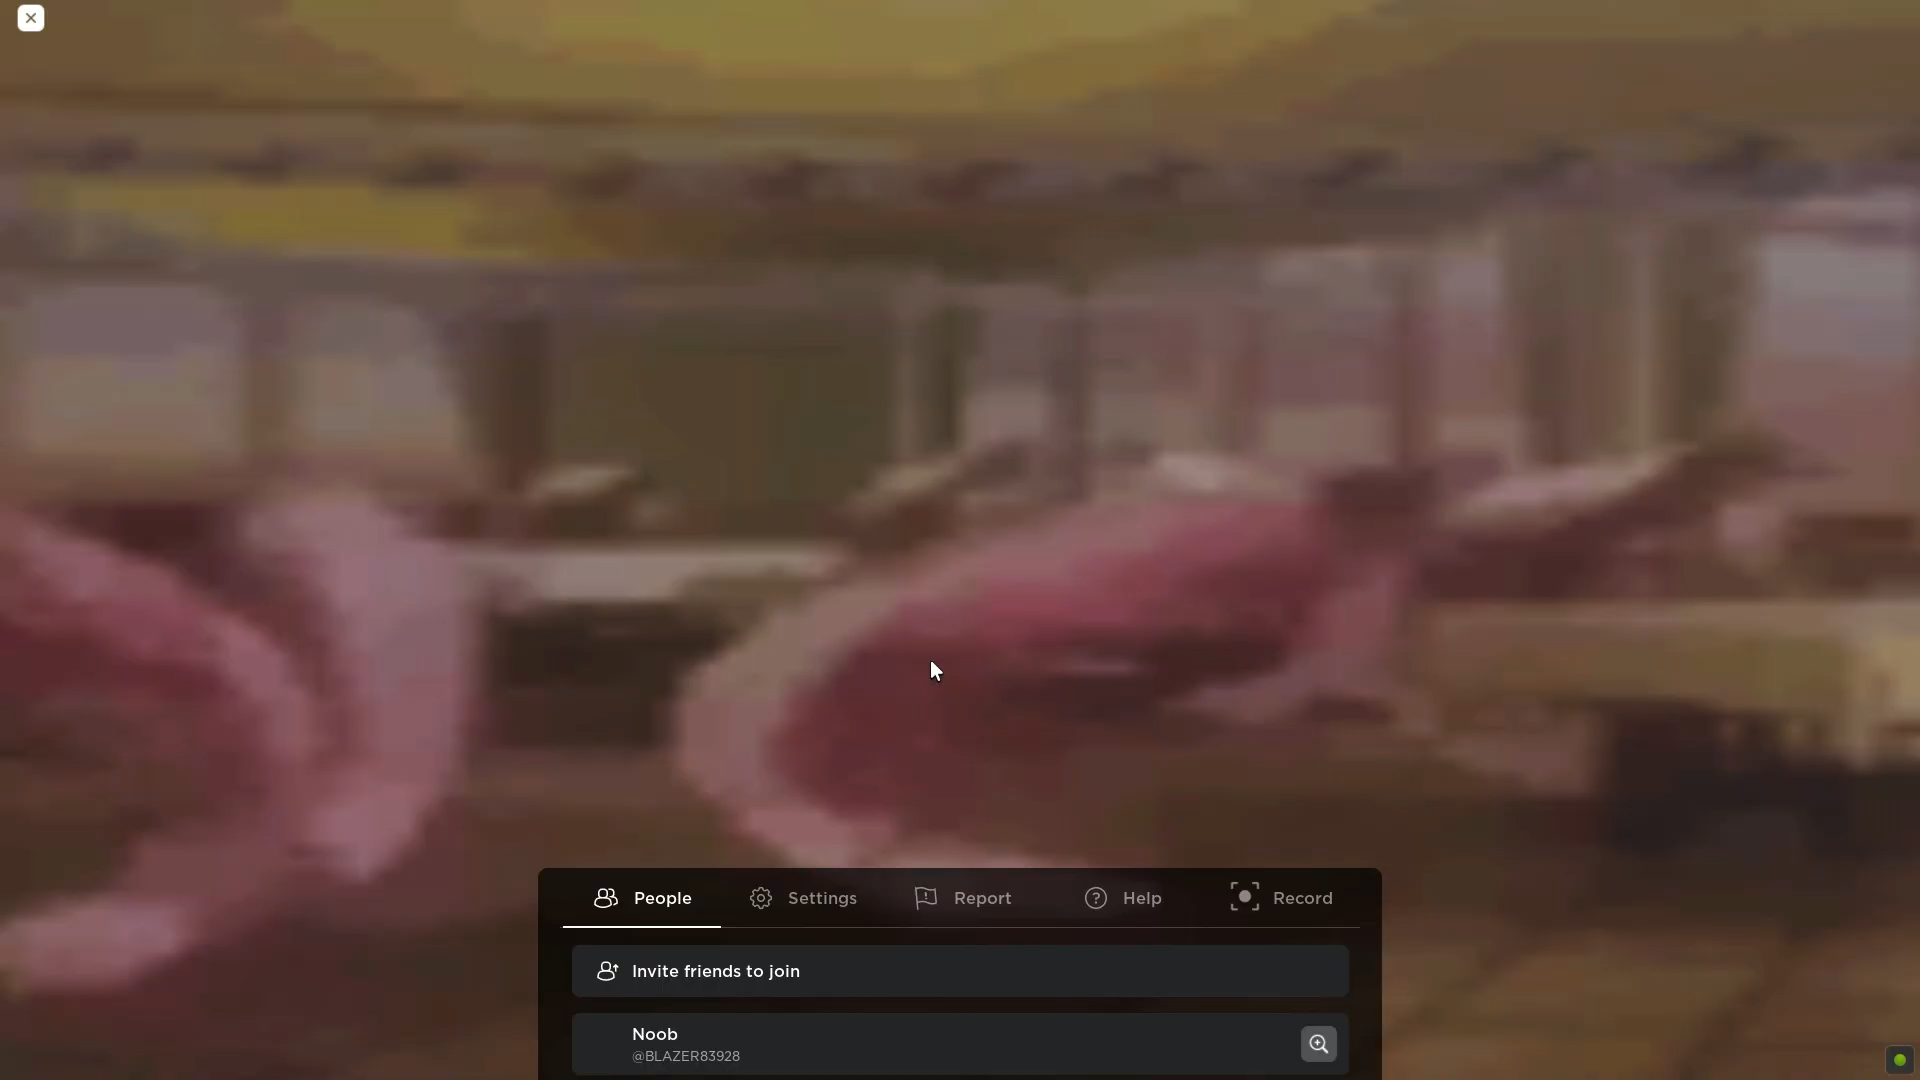 People
Settings
Report
Help
Record
Invite friends to join
Noob
@BLAZER83928